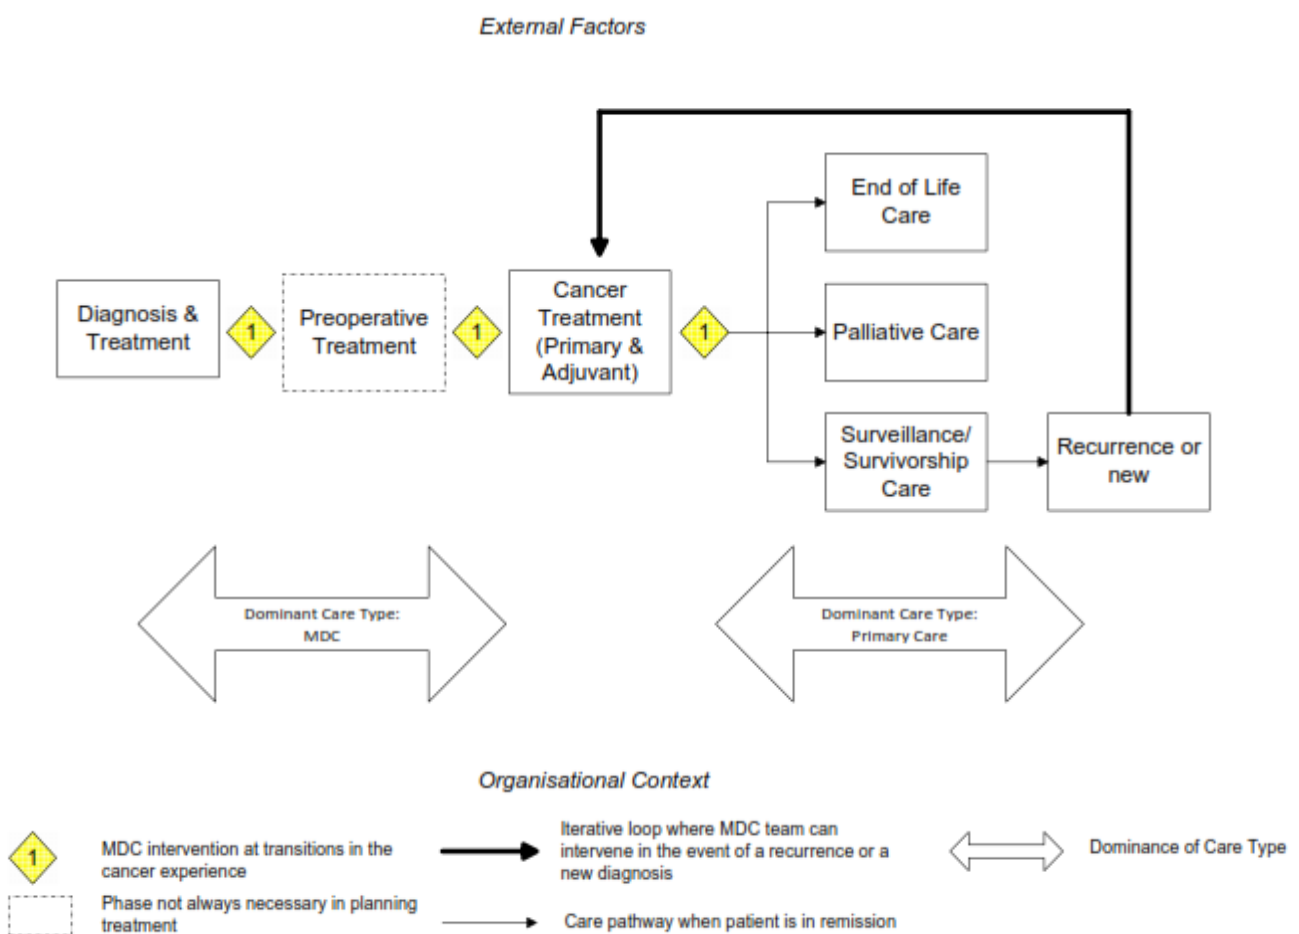 External Factors
End of Life
Care
Diagnosis &
Treatment
1
Preoperative
Treatment
1
Cancer
Treatment
(Primary &
Adjuvant)
1
Palliative Care
Surveillance/
Survivorship
Care
Recurrence or
new
Dominant Care Type:
MDC
Dominant Care Type:
Primary Care
Organisational Context
1
MDC intervention at transitions in the
cancer experience
Iterative loop where MDC team can
intervene in the event of a recurrence or a
new diagnosis
Dominance of Care Type
Phase not always necessary in planning
treatment
Care pathway when patient is in remission